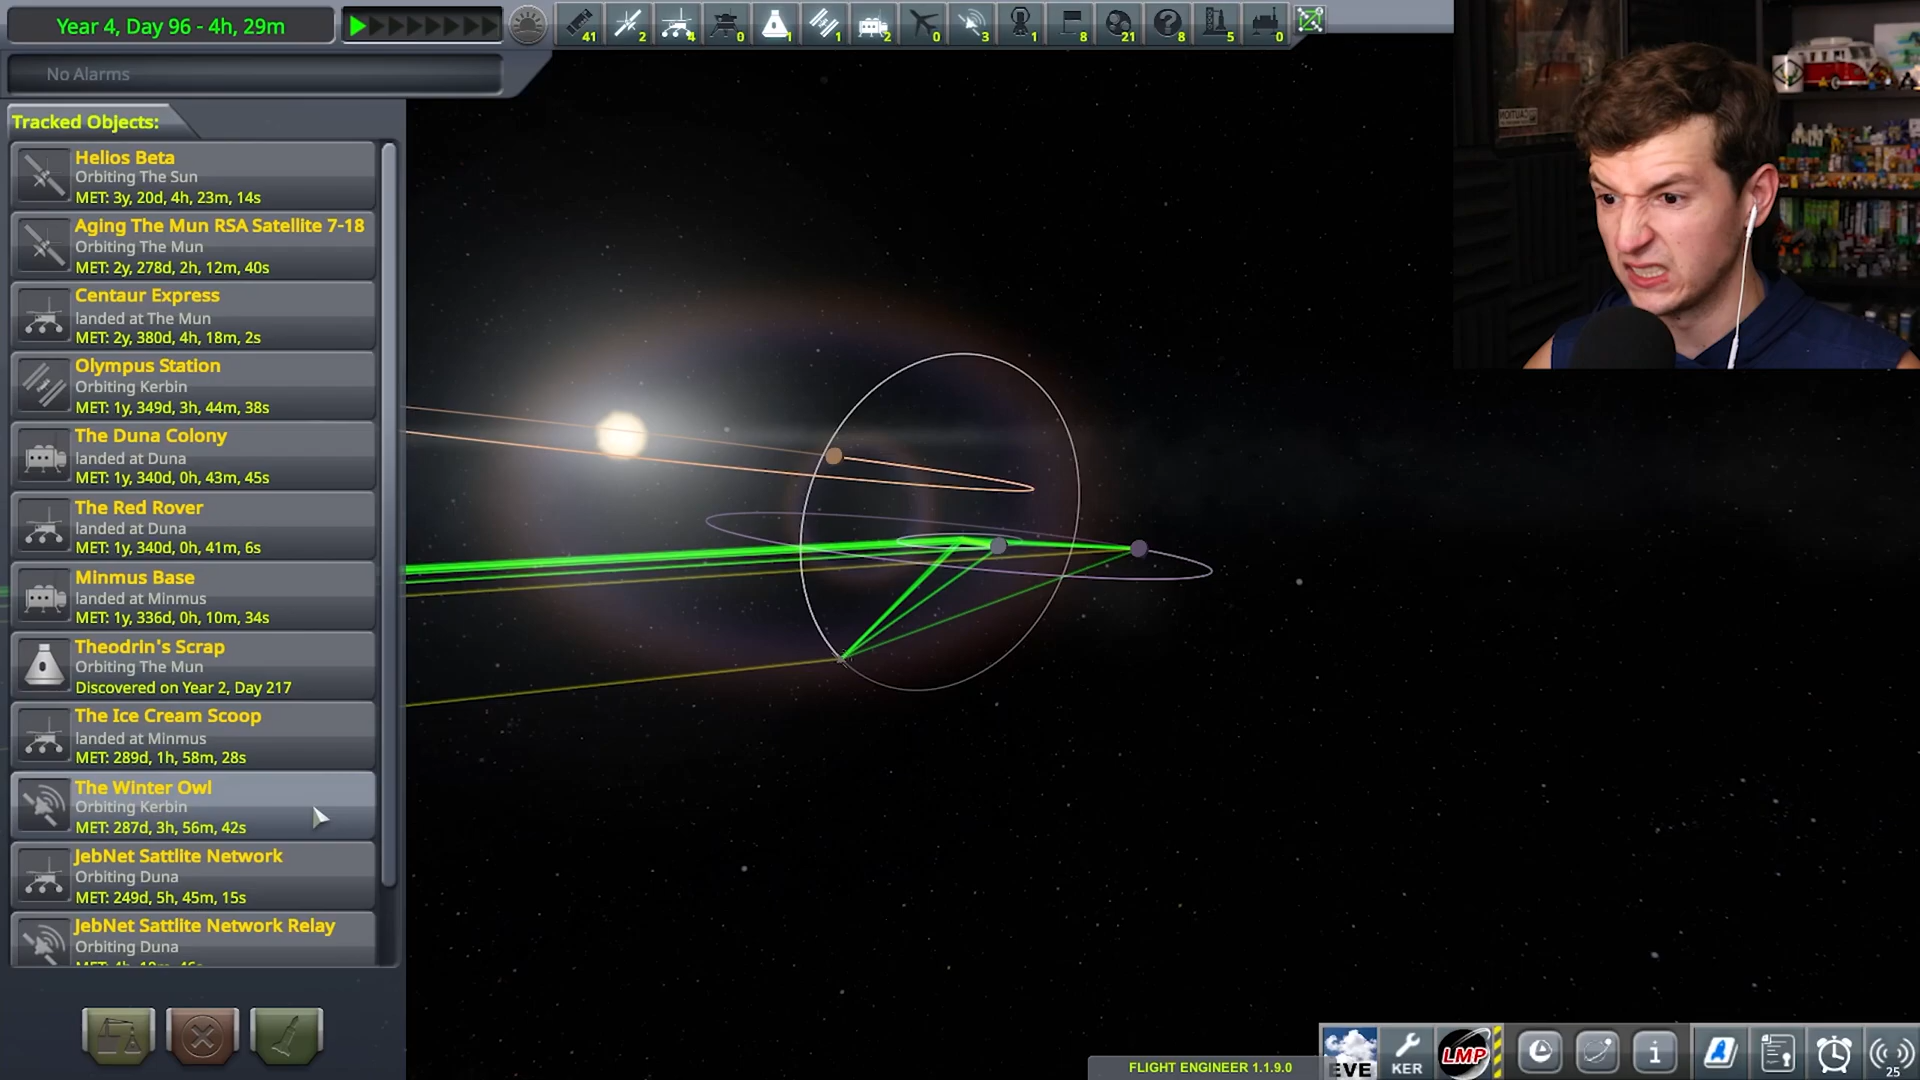 Year 4, Day 96 - 4h, 29m
41 2 4 0 1 1 2 0 3 1 8 21 8 5 0
No Alarms
Tracked Objects:
Helios Beta
Orbiting The Sun
MET: 3y, 20d, 4h, 23m, 14s
Aging The Mun RSA Satellite 7-18
Orbiting The Mun
MET: 2y, 278d, 2h, 12m, 40s
Centaur Express
landed at The Mun
MET: 2y, 380d, 4h, 18m, 2s
Olympus Station
Orbiting Kerbin
MET: 1y, 349d, 3h, 44m, 38s
The Duna Colony
landed at Duna
MET: 1y, 340d, 0h, 43m, 45s
The Red Rover
landed at Duna
MET: 1y, 340d, 0h, 41m, 6s
Minmus Base
landed at Minmus
MET: 1y, 336d, 0h, 10m, 34s
Theodrin's Scrap
Orbiting The Mun
Discovered on Year 2, Day 217
The Ice Cream Scoop
landed at Minmus
MET: 289d, 1h, 58m, 28s
The Winter Owl
Orbiting Kerbin
MET: 287d, 3h, 56m, 42s
JebNet Sattlite Network
Orbiting Duna
MET: 249d, 5h, 45m, 15s
JebNet Sattlite Network Relay
Orbiting Duna
FLIGHT ENGINEER 1.1.9.0
EVE
KER
LMP
25